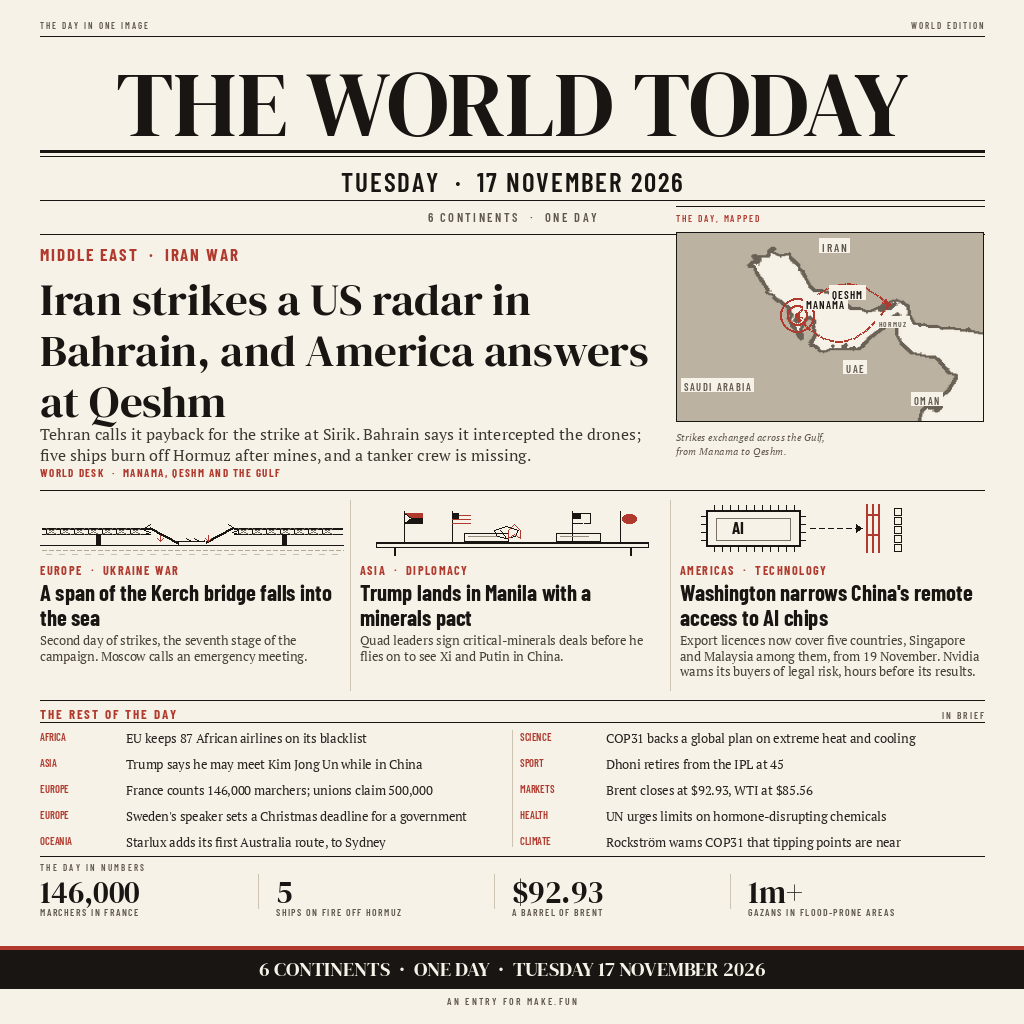 THE DAY IN ONE IMAGE
WORLD EDITION
THE WORLD TODAY
TUESDAY · 17 NOVEMBER 2026
6 CONTINENTS · ONE DAY
THE DAY, MAPPED
MIDDLE EAST · IRAN WAR
Iran strikes a US radar in
Bahrain, and America answers
at Qeshm
Tehran calls it payback for the strike at Sirik. Bahrain says it intercepted the drones;
five ships burn off Hormuz after mines, and a tanker crew is missing.
WORLD DESK · MANAMA, QESHM AND THE GULF
IRAN
QESHM
MANAMA
HORMUZ
UAE
SAUDI ARABIA
OMAN
Strikes exchanged across the Gulf,
from Manama to Qeshm.
EUROPE · UKRAINE WAR
A span of the Kerch bridge falls into
the sea
Second day of strikes, the seventh stage of the
campaign. Moscow calls an emergency meeting.
ASIA · DIPLOMACY
Trump lands in Manila with a
minerals pact
Quad leaders sign critical-minerals deals before he
flies on to see Xi and Putin in China.
AI
AMERICAS · TECHNOLOGY
Washington narrows China's remote
access to AI chips
Export licences now cover five countries, Singapore
and Malaysia among them, from 19 November. Nvidia
warns its buyers of legal risk, hours before its results.
THE REST OF THE DAY
IN BRIEF
AFRICA EU keeps 87 African airlines on its blacklist
ASIA Trump says he may meet Kim Jong Un while in China
EUROPE France counts 146,000 marchers; unions claim 500,000
EUROPE Sweden's speaker sets a Christmas deadline for a government
OCEANIA Starlux adds its first Australia route, to Sydney
SCIENCE COP31 backs a global plan on extreme heat and cooling
SPORT Dhoni retires from the IPL at 45
MARKETS Brent closes at $92.93, WTI at $85.56
HEALTH UN urges limits on hormone-disrupting chemicals
CLIMATE Rockström warns COP31 that tipping points are near
THE DAY IN NUMBERS
146,000
MARCHERS IN FRANCE
5
SHIPS ON FIRE OFF HORMUZ
$92.93
A BARREL OF BRENT
1m+
GAZANS IN FLOOD-PRONE AREAS
6 CONTINENTS · ONE DAY · TUESDAY 17 NOVEMBER 2026
AN ENTRY FOR MAKE.FUN